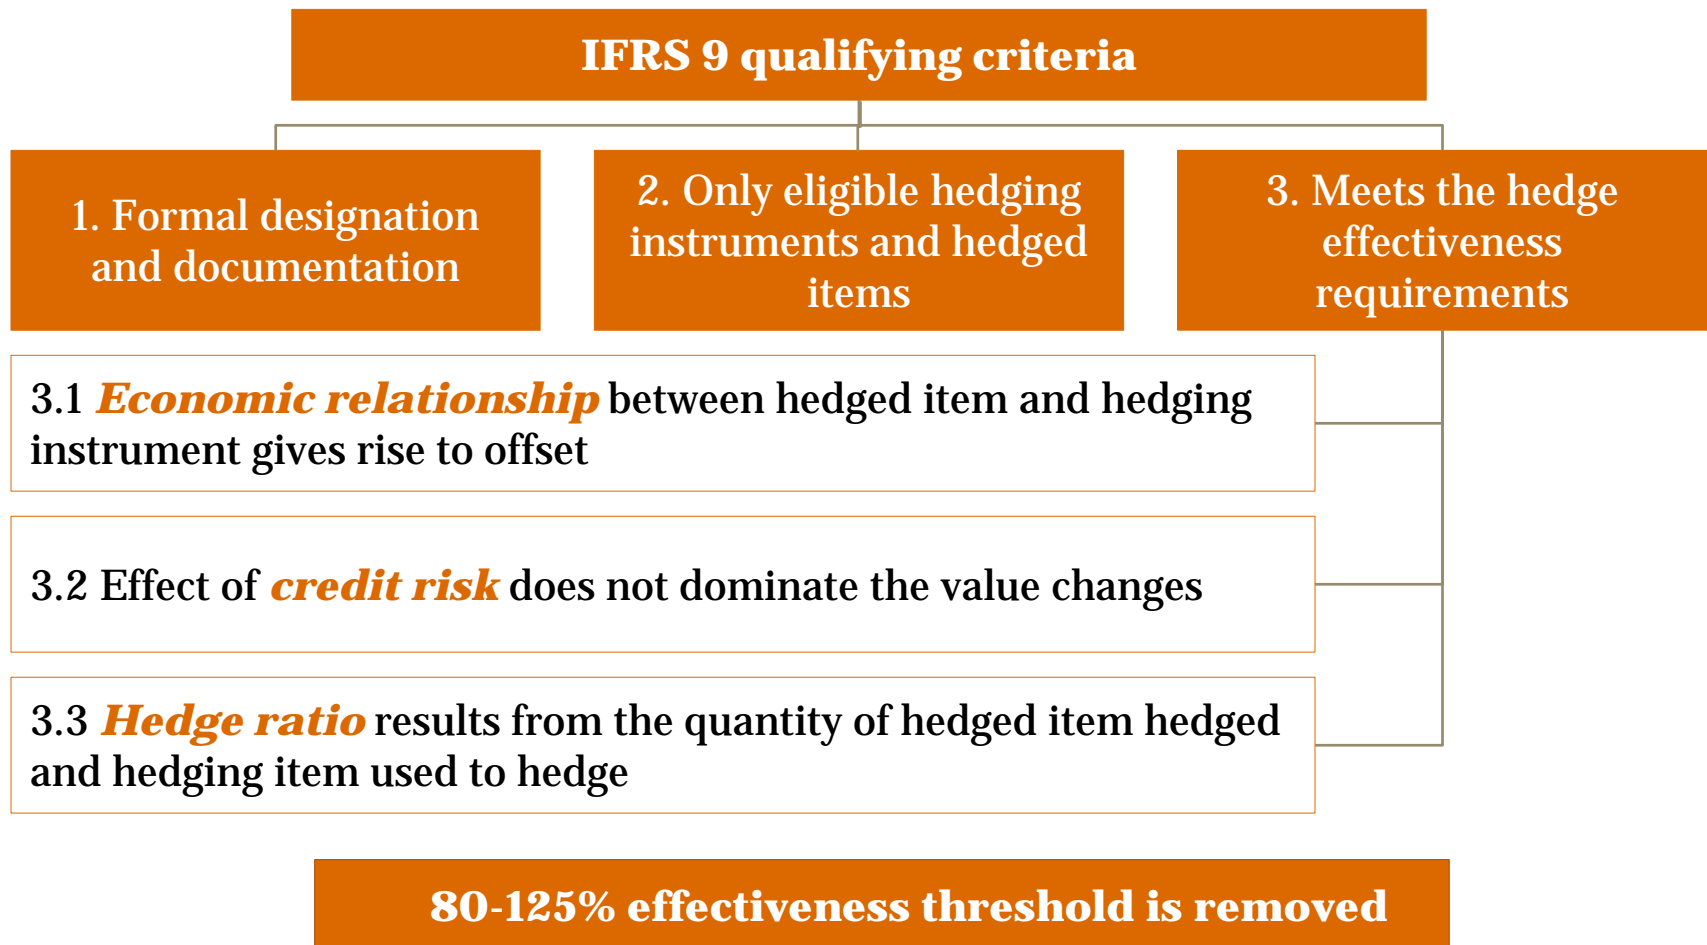 IFRS 9 qualifying criteria
1. Formal designation
and documentation
2. Only eligible hedging
instruments and hedged
items
3. Meets the hedge
effectiveness
requirements
3.1 Economic relationship between hedged item and hedging
instrument gives rise to offset
3.2 Effect of credit risk does not dominate the value changes
3.3 Hedge ratio results from the quantity of hedged item hedged
and hedging item used to hedge
80-125% effectiveness threshold is removed